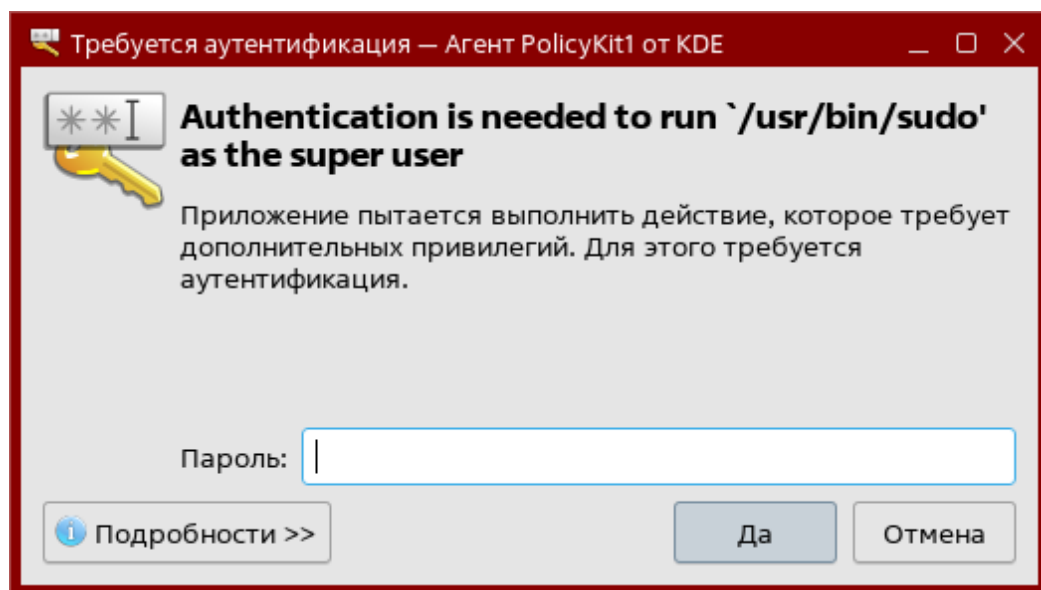 Требуется аутентификация — Агент PolicyKit1 от KDE
Authentication is needed to run `/usr/bin/sudo'
as the super user
Приложение пытается выполнить действие, которое требует
дополнительных привилегий. Для этого требуется
аутентификация.
Пароль:
Подробности >>
Да
Отмена